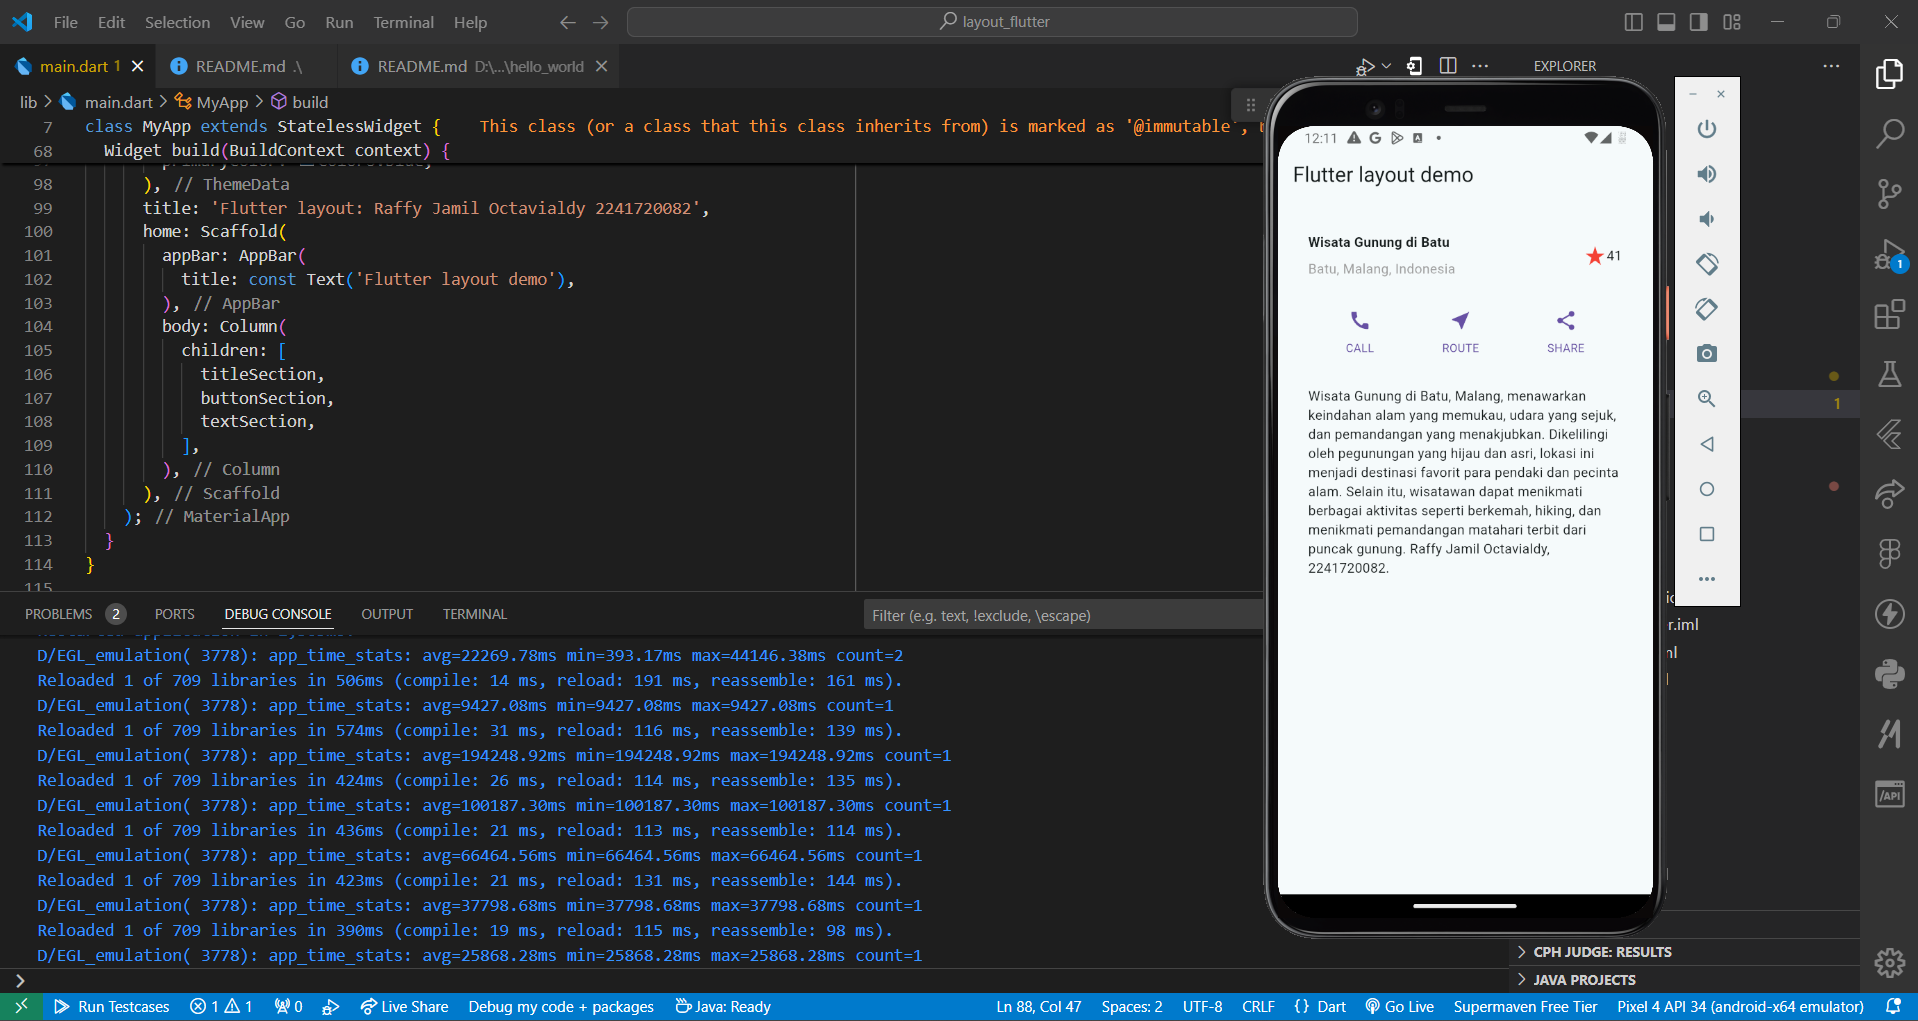 File Edit Selection View Go Run Terminal Help
layout_flutter
main.dart 1
README.md .\
README.md D:\...\hello_world
EXPLORER
lib > main.dart > MyApp > build
7 class MyApp extends StatelessWidget { This class (or a class that this class inherits from) is marked as '@immutable',
68 Widget build(BuildContext context) {
98 ), // ThemeData
99 title: 'Flutter layout: Raffy Jamil Octavialdy 2241720082',
100 home: Scaffold(
101 appBar: AppBar(
102 title: const Text('Flutter layout demo'),
103 ), // AppBar
104 body: Column(
105 children: [
106 titleSection,
107 buttonSection,
108 textSection,
109 ],
110 ), // Column
111 ), // Scaffold
112 ); // MaterialApp
113 }
114 }
115
PROBLEMS 2 PORTS DEBUG CONSOLE OUTPUT TERMINAL
Filter (e.g. text, !exclude, \escape)
D/EGL_emulation( 3778): app_time_stats: avg=22269.78ms min=393.17ms max=44146.38ms count=2
Reloaded 1 of 709 libraries in 506ms (compile: 14 ms, reload: 191 ms, reassemble: 161 ms).
D/EGL_emulation( 3778): app_time_stats: avg=9427.08ms min=9427.08ms max=9427.08ms count=1
Reloaded 1 of 709 libraries in 574ms (compile: 31 ms, reload: 116 ms, reassemble: 139 ms).
D/EGL_emulation( 3778): app_time_stats: avg=194248.92ms min=194248.92ms max=194248.92ms count=1
Reloaded 1 of 709 libraries in 424ms (compile: 26 ms, reload: 114 ms, reassemble: 135 ms).
D/EGL_emulation( 3778): app_time_stats: avg=100187.30ms min=100187.30ms max=100187.30ms count=1
Reloaded 1 of 709 libraries in 436ms (compile: 21 ms, reload: 113 ms, reassemble: 114 ms).
D/EGL_emulation( 3778): app_time_stats: avg=66464.56ms min=66464.56ms max=66464.56ms count=1
Reloaded 1 of 709 libraries in 423ms (compile: 21 ms, reload: 131 ms, reassemble: 144 ms).
D/EGL_emulation( 3778): app_time_stats: avg=37798.68ms min=37798.68ms max=37798.68ms count=1
Reloaded 1 of 709 libraries in 390ms (compile: 19 ms, reload: 115 ms, reassemble: 98 ms).
D/EGL_emulation( 3778): app_time_stats: avg=25868.28ms min=25868.28ms max=25868.28ms count=1
12:11
Flutter layout demo
Wisata Gunung di Batu
Batu, Malang, Indonesia
41
CALL ROUTE SHARE
Wisata Gunung di Batu, Malang, menawarkan
keindahan alam yang memukau, udara yang sejuk,
dan pemandangan yang menakjubkan. Dikelilingi
oleh pegunungan yang hijau dan asri, lokasi ini
menjadi destinasi favorit para pendaki dan pecinta
alam. Selain itu, wisatawan dapat menikmati
berbagai aktivitas seperti berkemah, hiking, dan
menikmati pemandangan matahari terbit dari
puncak gunung. Raffy Jamil Octavialdy,
2241720082.
1
1
r.iml
/API
CPH JUDGE: RESULTS
JAVA PROJECTS
Run Testcases 1 1 0 Live Share Debug my code + packages Java: Ready
Ln 88, Col 47 Spaces: 2 UTF-8 CRLF {} Dart Go Live Supermaven Free Tier Pixel 4 API 34 (android-x64 emulator)